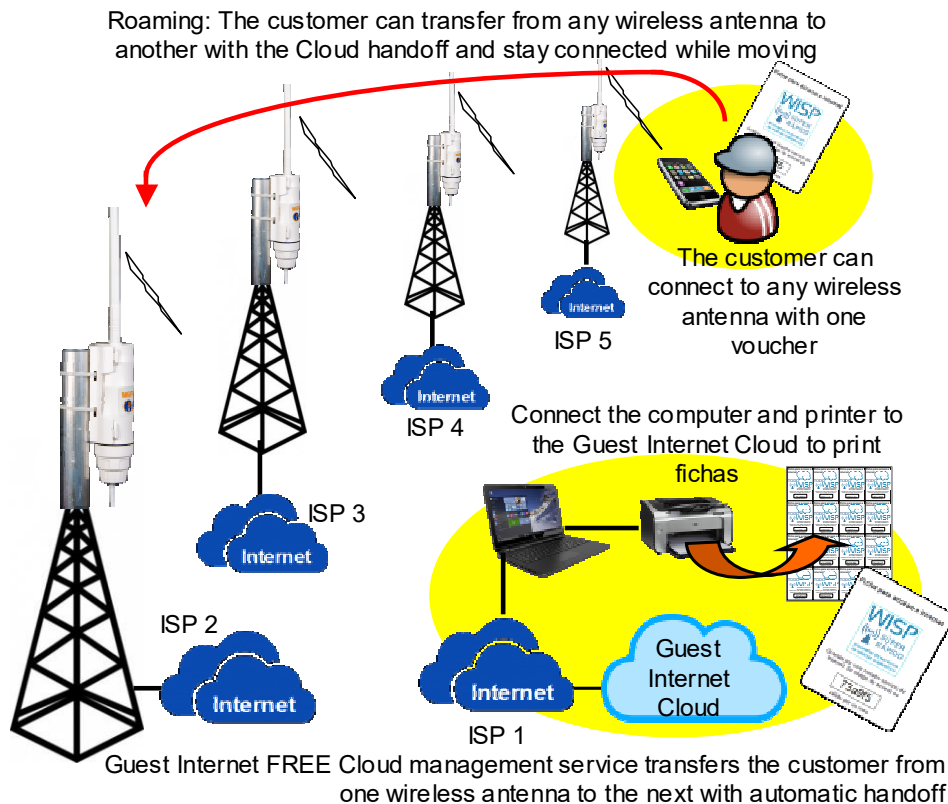 Roaming: The customer can transfer from any wireless antenna to
another with the Cloud handoff and stay connected while moving
WISP
SUPER
RAPIDO
The customer can
connect to any wireless
antenna with one
voucher
Internet
ISP 5
Internet
ISP 4
Internet
ISP 3
Connect the computer and printer to
the Guest Internet Cloud to print
fichas
WISP
SUPER
RAPIDO
ISP 2
Internet
Internet
ISP 1
Guest
Internet
Cloud
Guest Internet FREE Cloud management service transfers the customer from
one wireless antenna to the next with automatic handoff